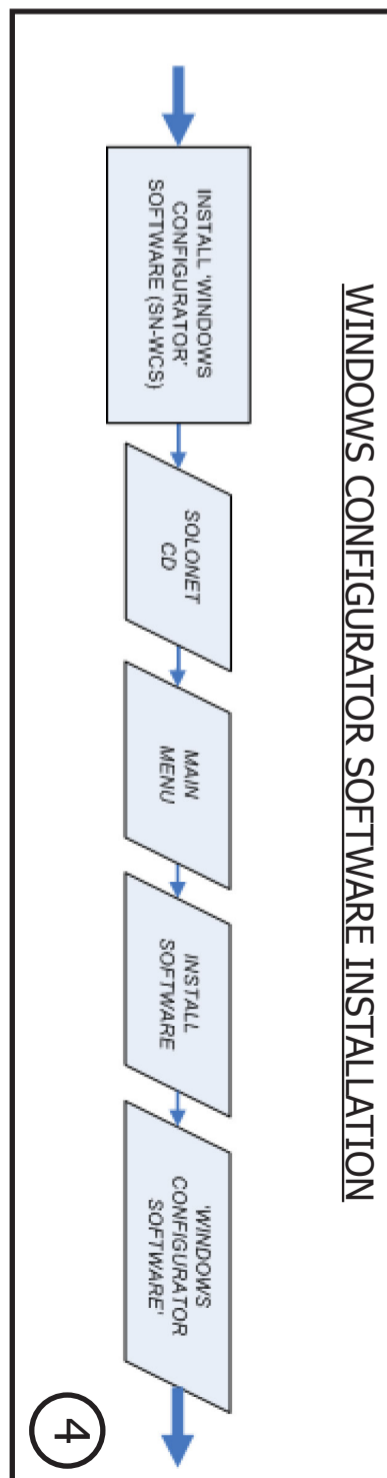 WINDOWS CONFIGURATOR SOFTWARE INSTALLATION
INSTALL 'WINDOWS
CONFIGURATOR'
SOFTWARE (SN-WCS)
SOLONET
CD
MAIN
MENU
INSTALL
SOFTWARE
'WINDOWS
CONFIGURATOR
SOFTWARE'
4